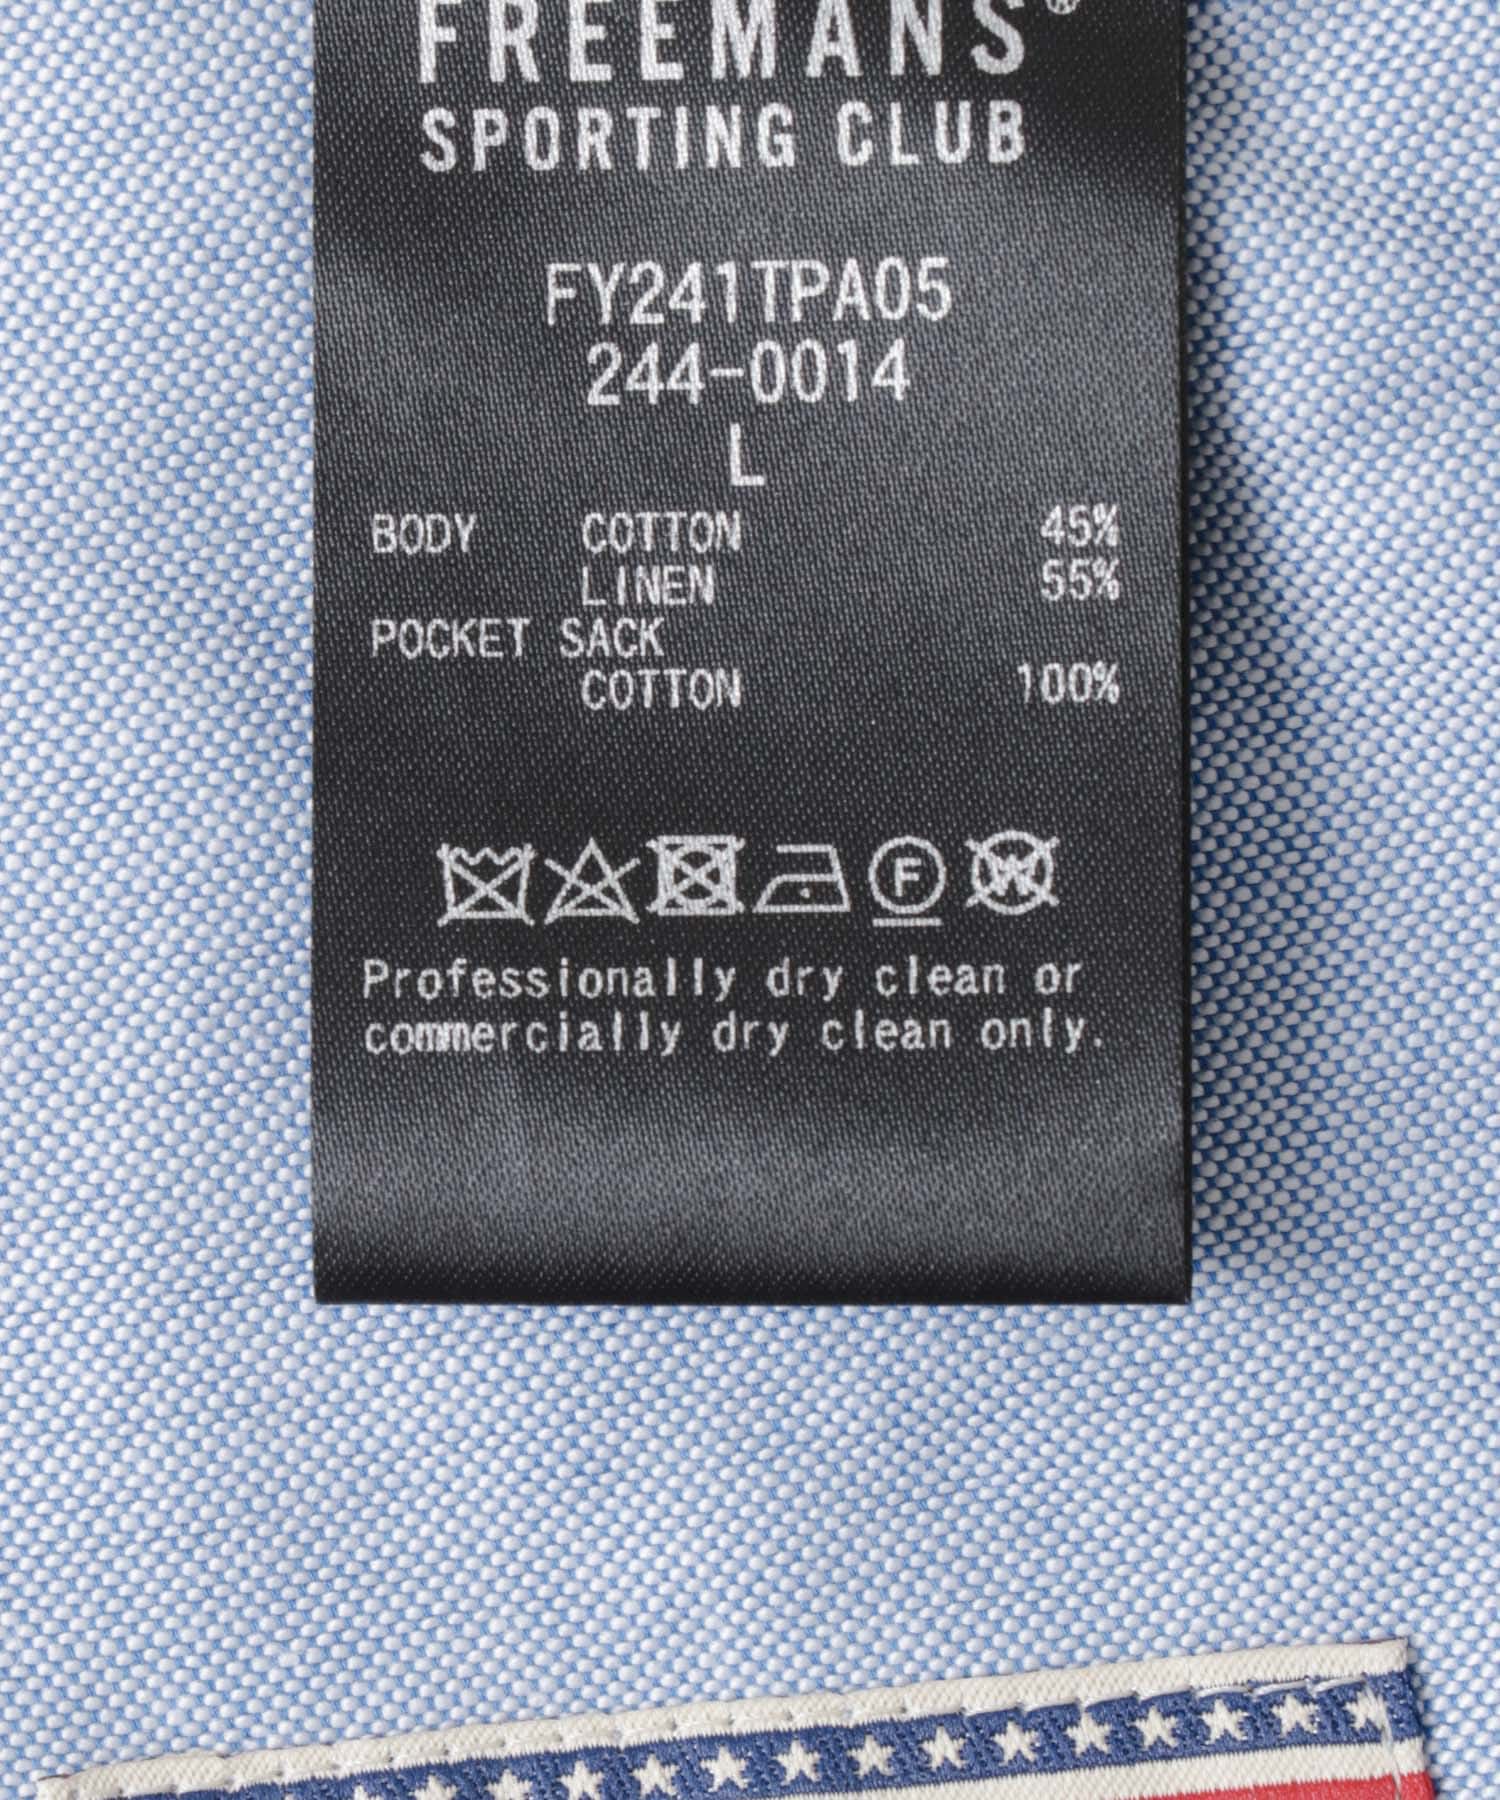 FREEMANS®
SPORTING CLUB
FY241TPA05
244-0014
L
BODY COTTON 45%
LINEN 55%
POCKET SACK
COTTON 100%
F W
Professionally dry clean or
commercially dry clean only.